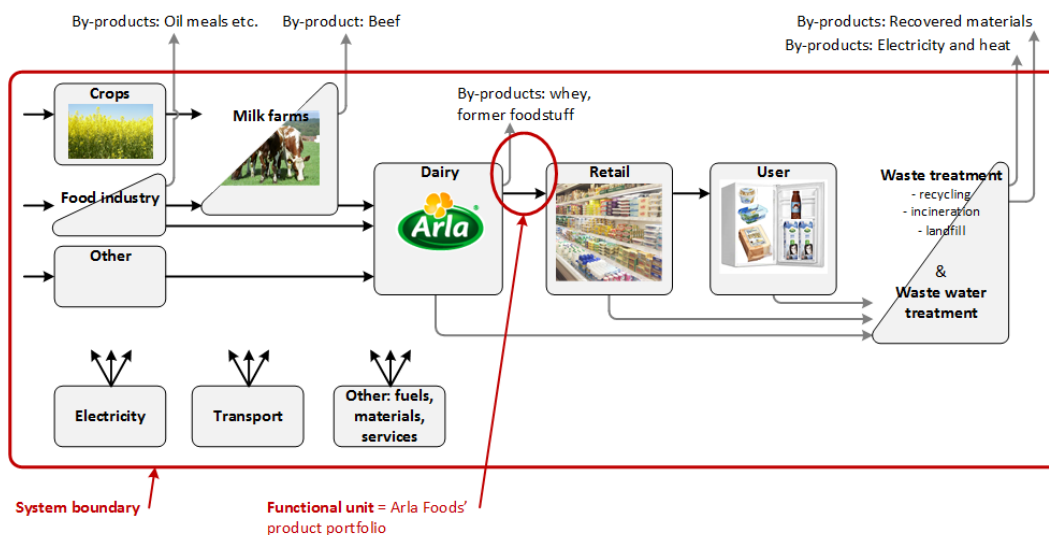 By-products: Oil meals etc.
By-product: Beef
By-products: Recovered materials
By-products: Electricity and heat
Crops
Milk farms
By-products: whey,
former foodstuff
Food industry
Dairy
Arla
Retail
User
Waste treatment
- recycling
- incineration
- landfill
&
Waste water
treatment
Other
Electricity
Transport
Other: fuels,
materials,
services
System boundary
Functional unit = Arla Foods'
product portfolio